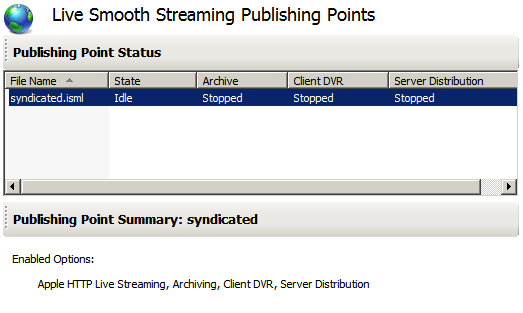 Live Smooth Streaming Publishing Points
Publishing Point Status
File Name State Archive Client DVR Server Distribution
syndicated.isml Idle Stopped Stopped Stopped
Publishing Point Summary: syndicated
Enabled Options:
Apple HTTP Live Streaming, Archiving, Client DVR, Server Distribution